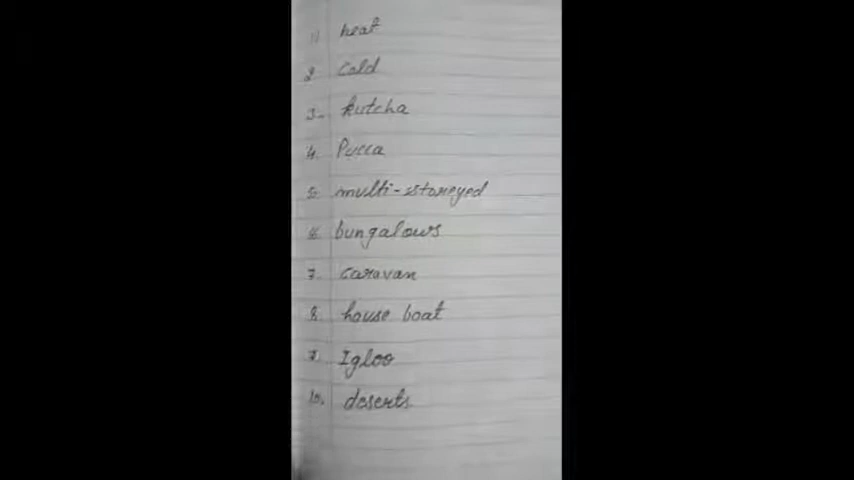 1) heat
2 Cold
3- kutcha
4. Pucca
5. multi-storeyed
6. bungalows
7. caravan
8. house boat
9. Igloo
10. deserts